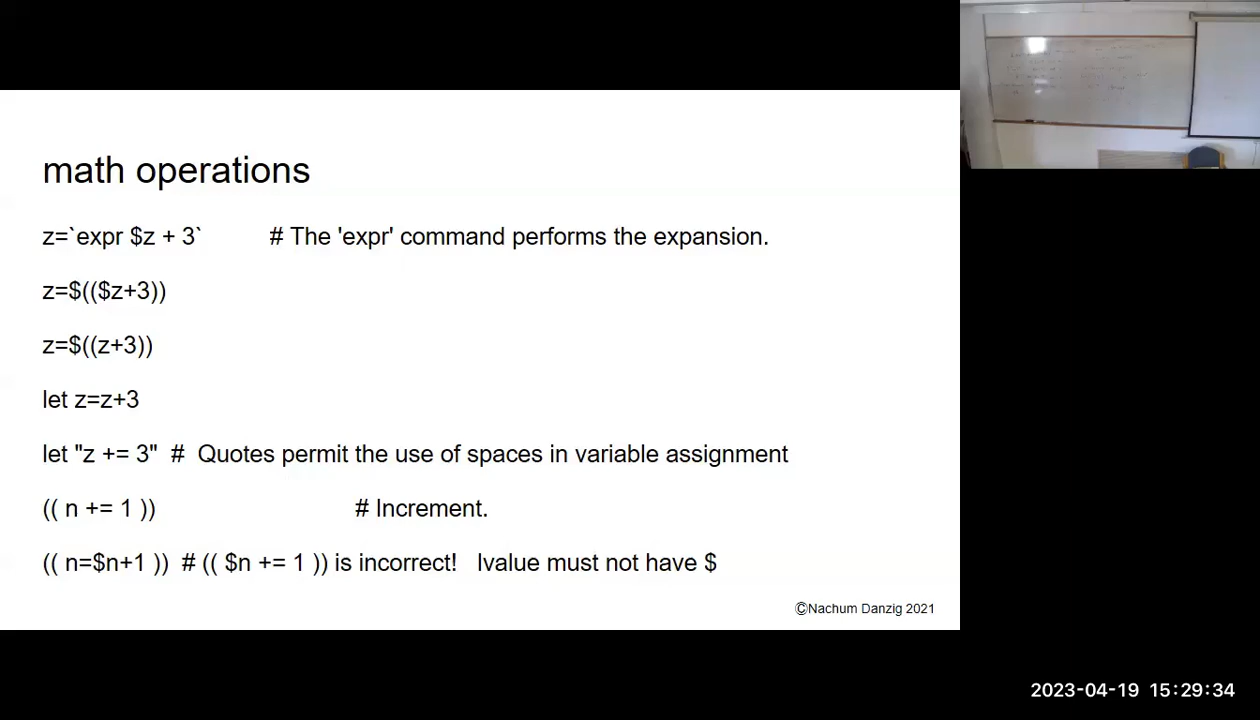 math operations
z=`expr $z + 3` # The 'expr' command performs the expansion.
z=$(($z+3))
z=$((z+3))
let z=z+3
let "z += 3" # Quotes permit the use of spaces in variable assignment
(( n += 1 )) # Increment.
(( n=$n+1 )) # (( $n += 1 )) is incorrect! lvalue must not have $
©Nachum Danzig 2021
2023-04-19 15:29:34